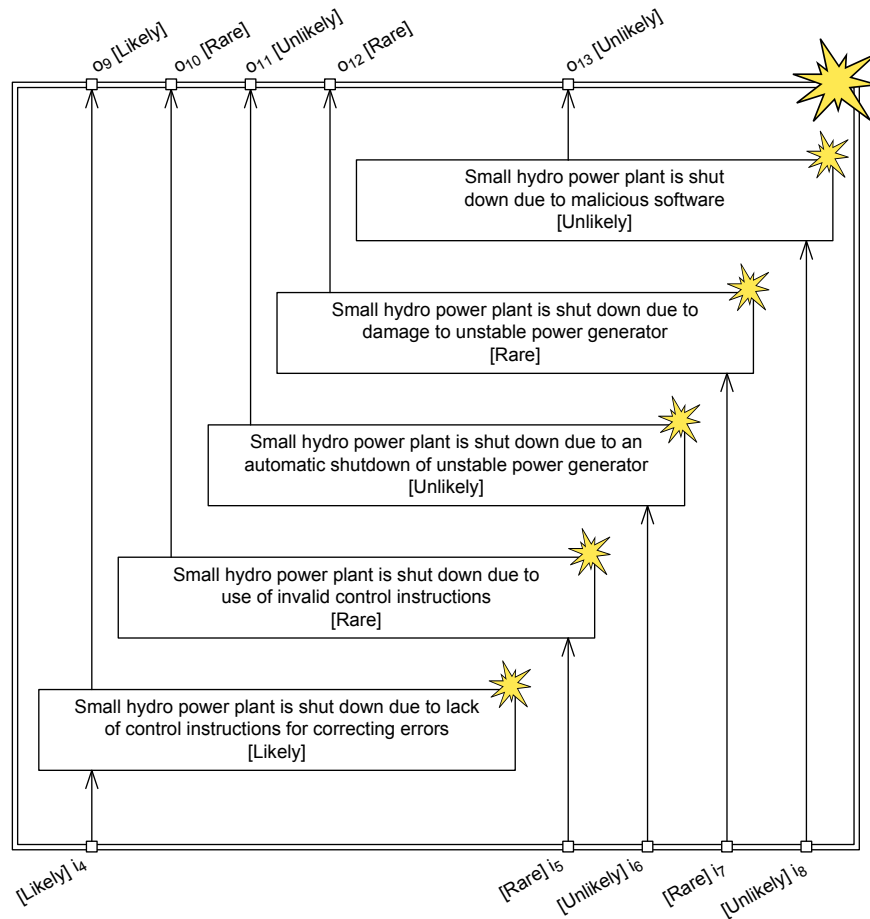 o₉ [Likely]
o₁₀ [Rare]
o₁₁ [Unlikely]
o₁₂ [Rare]
o₁₃ [Unlikely]
Small hydro power plant is shut
down due to malicious software
[Unlikely]
Small hydro power plant is shut down due to
damage to unstable power generator
[Rare]
Small hydro power plant is shut down due to an
automatic shutdown of unstable power generator
[Unlikely]
Small hydro power plant is shut down due to
use of invalid control instructions
[Rare]
Small hydro power plant is shut down due to lack
of control instructions for correcting errors
[Likely]
[Likely] i₄
[Rare] i₅
[Unlikely] i₆
[Rare] i₇
[Unlikely] i₈